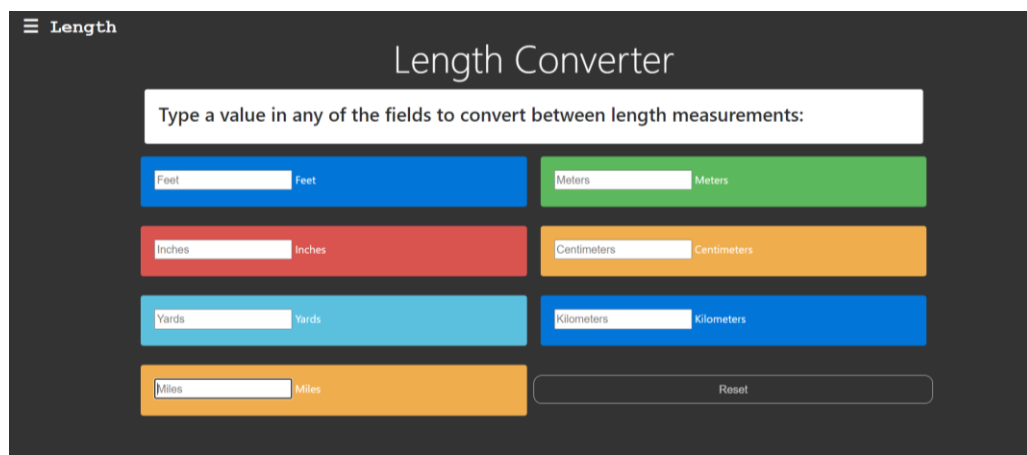 ☰ Length
Length Converter
Type a value in any of the fields to convert between length measurements:
Feet Feet
Meters Meters
Inches Inches
Centimeters Centimeters
Yards Yards
Kilometers Kilometers
Miles Miles
Reset